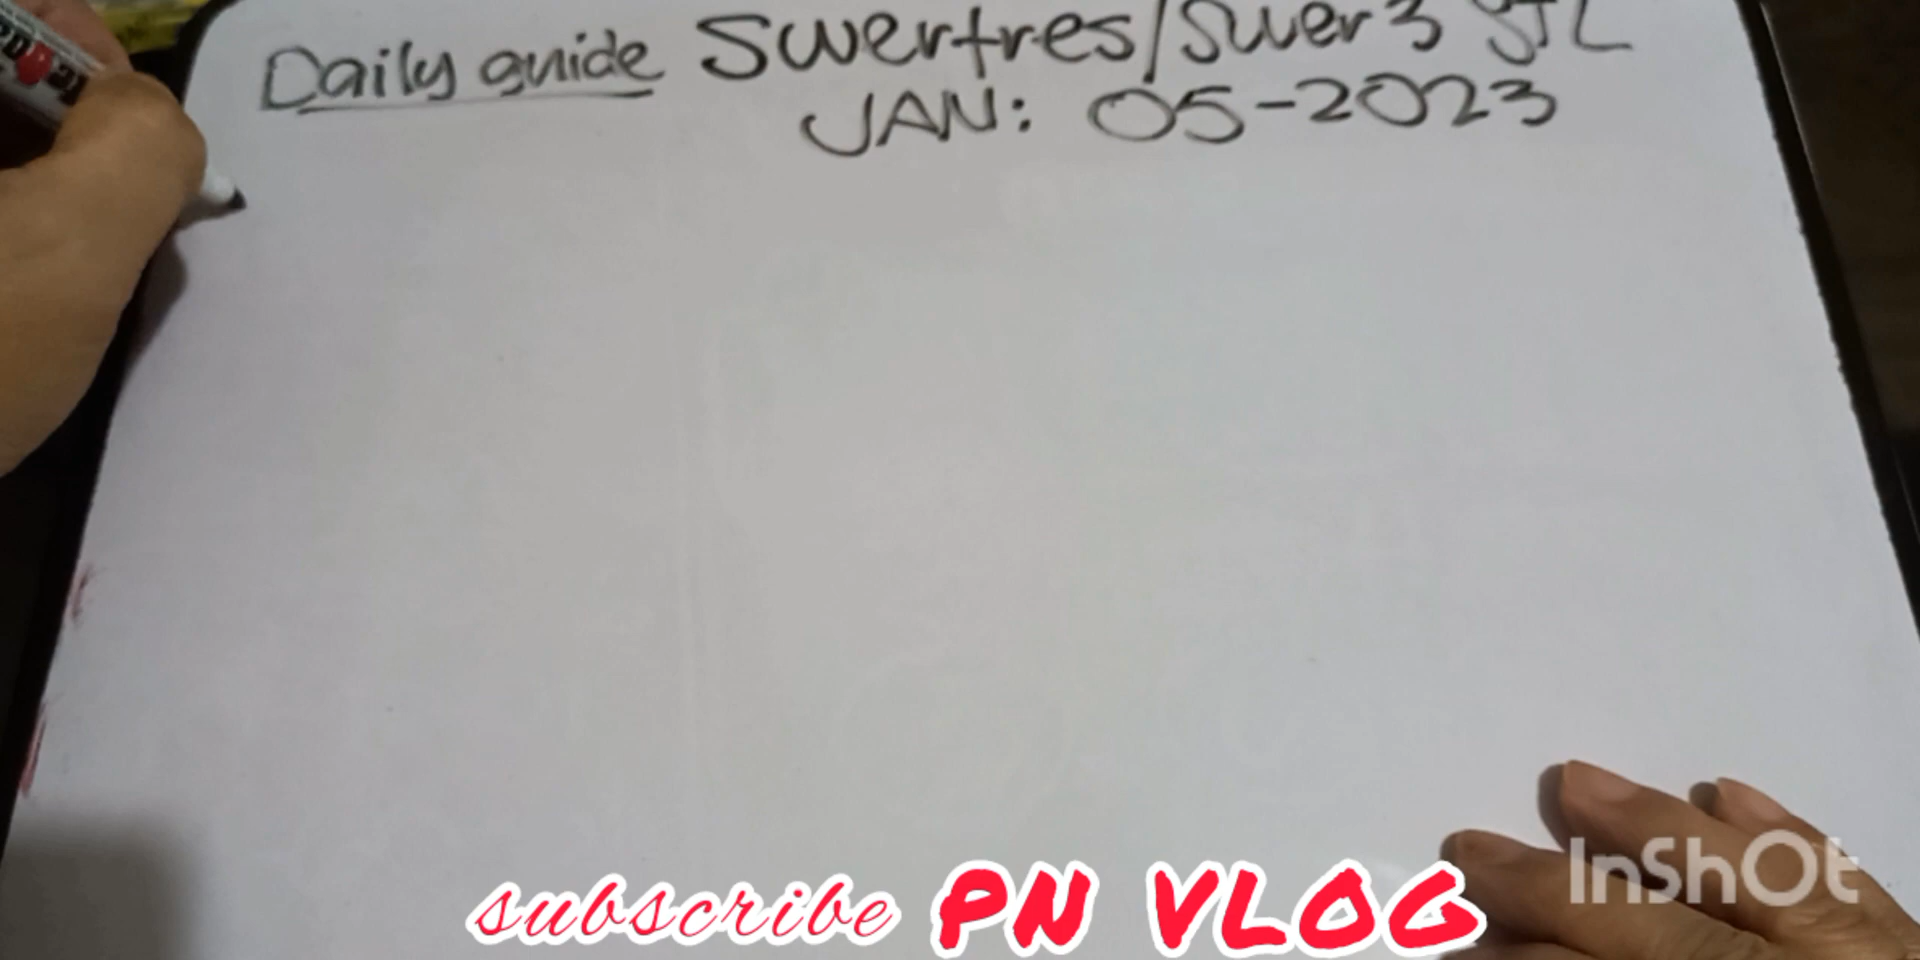 Daily guide Swertres/Swer3 STL
JAN: 05-2023
subscribe PN VLOG
InShOt